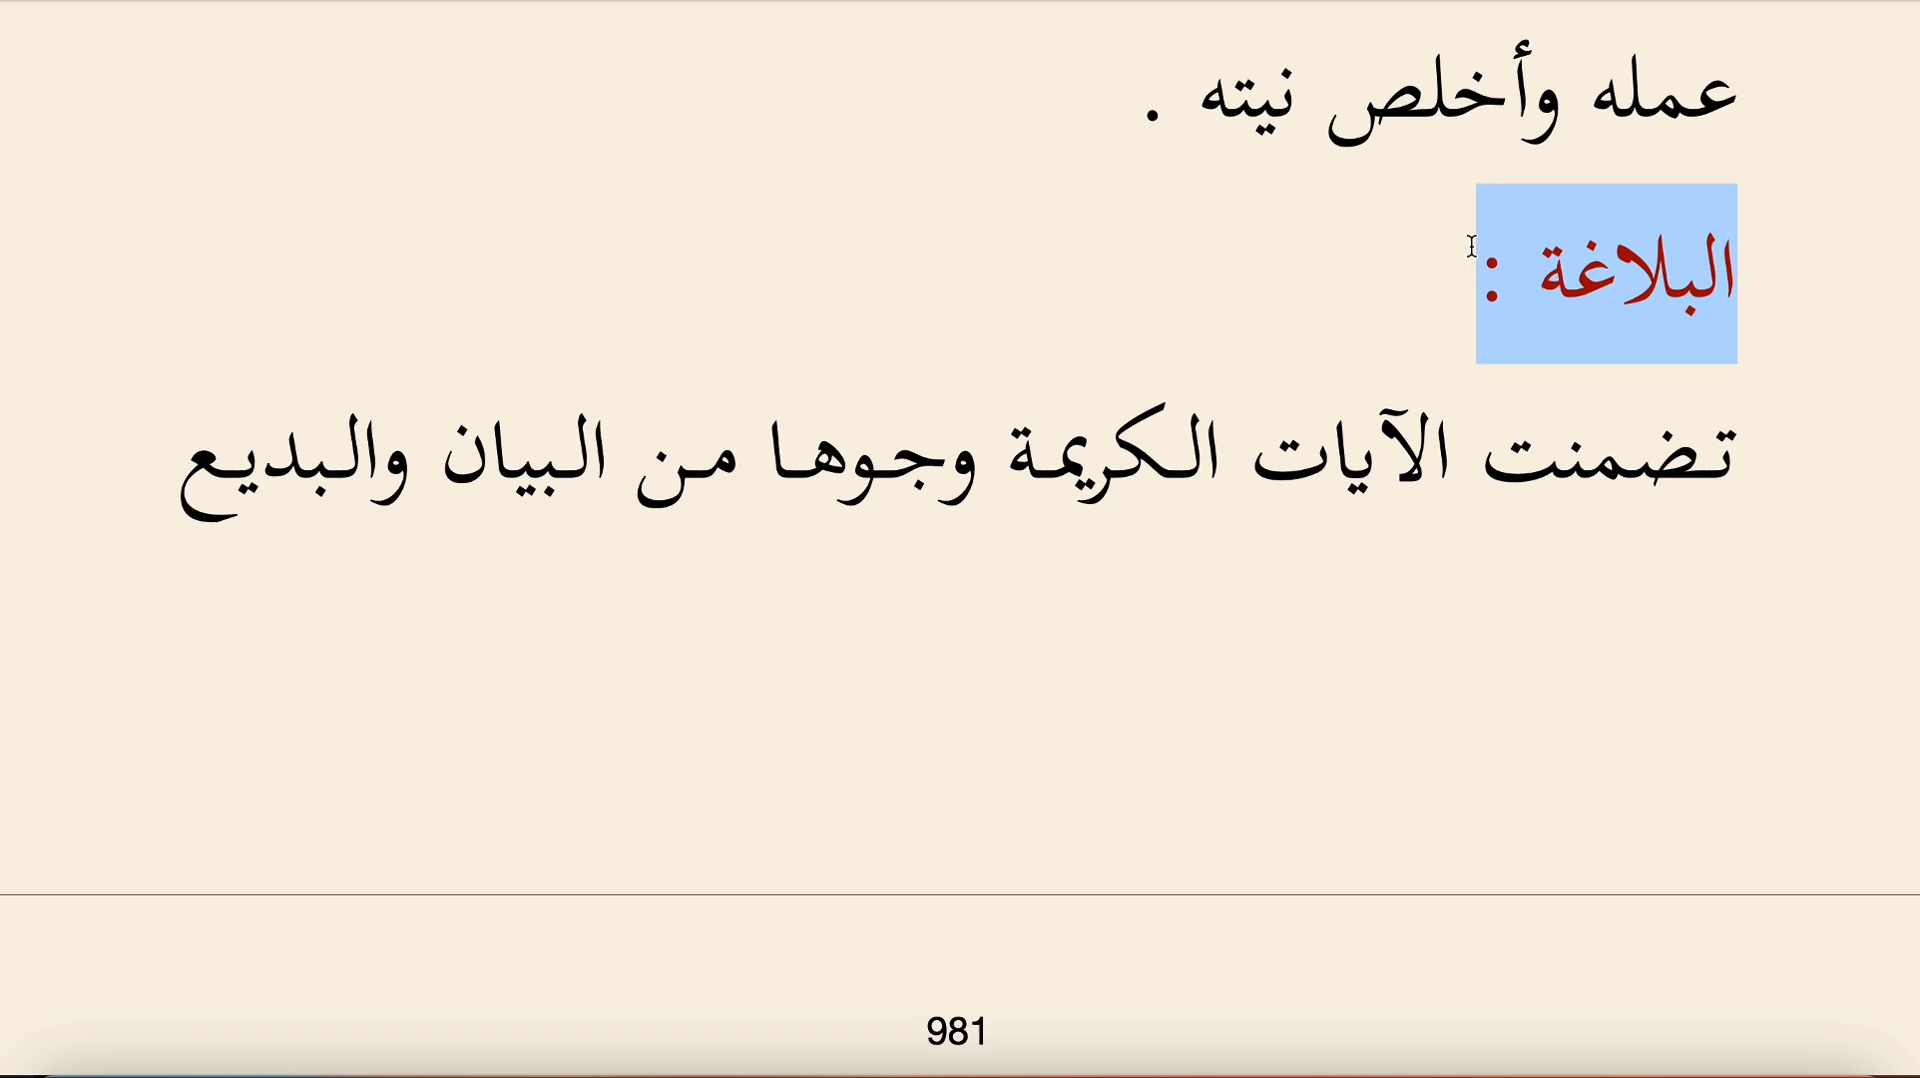 عمله وأخلص نيته .
البلاغة :
تضمنت الآيات الكريمة وجوها من البيان والبديع
981